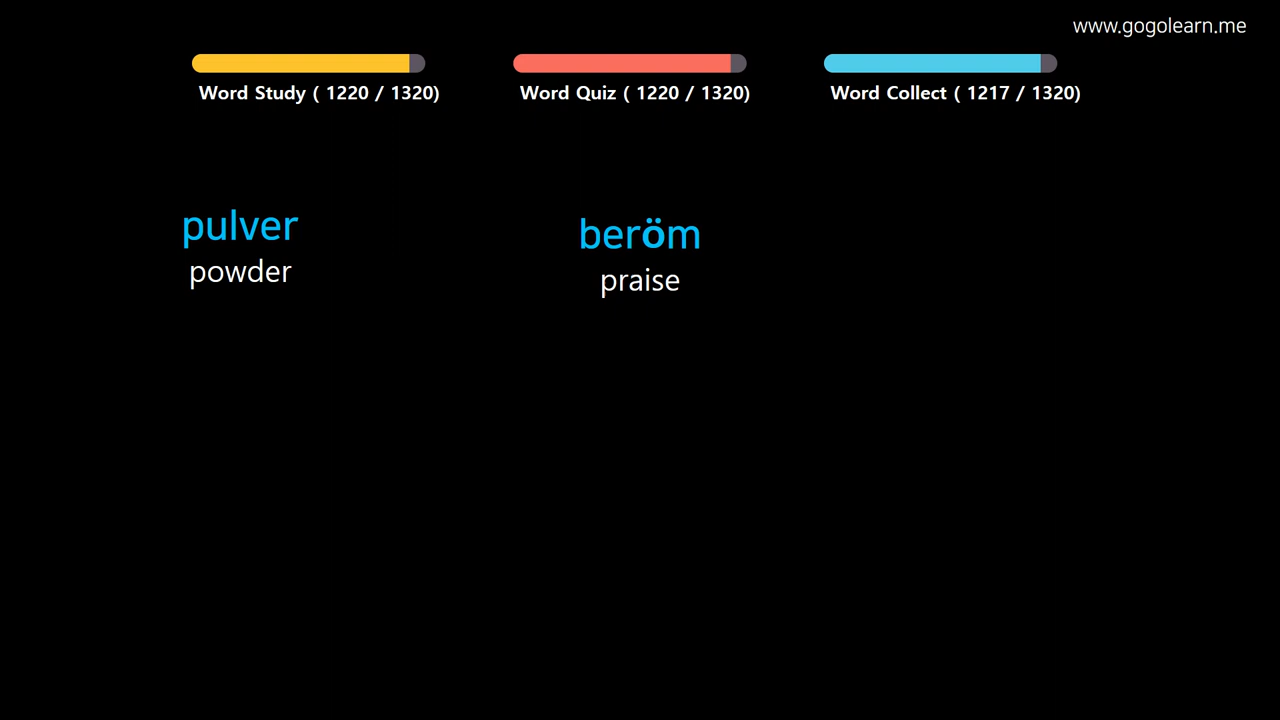 www.gogolearn.me
Word Study ( 1220 / 1320)
Word Quiz ( 1220 / 1320)
Word Collect ( 1217 / 1320)
pulver
powder
beröm
praise